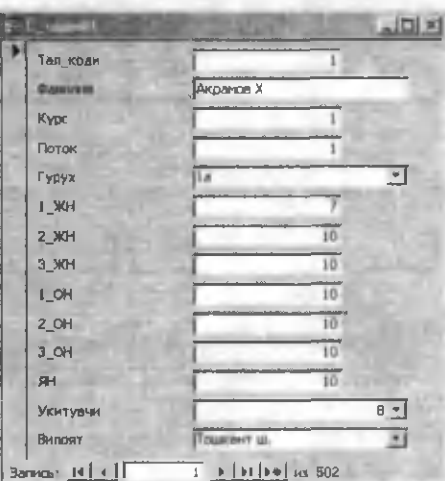 Тал_коди 1
Фамилия Акрамов Х
Курс 1
Поток 1
Гурух 1а
1_ЖН 7
2_ЖН 10
3_ЖН 10
1_ОН 10
2_ОН 10
3_ОН 10
ЯН 10
Укитувчи 8
Вилоят Тошкент ш.
Запись: 1 из 502